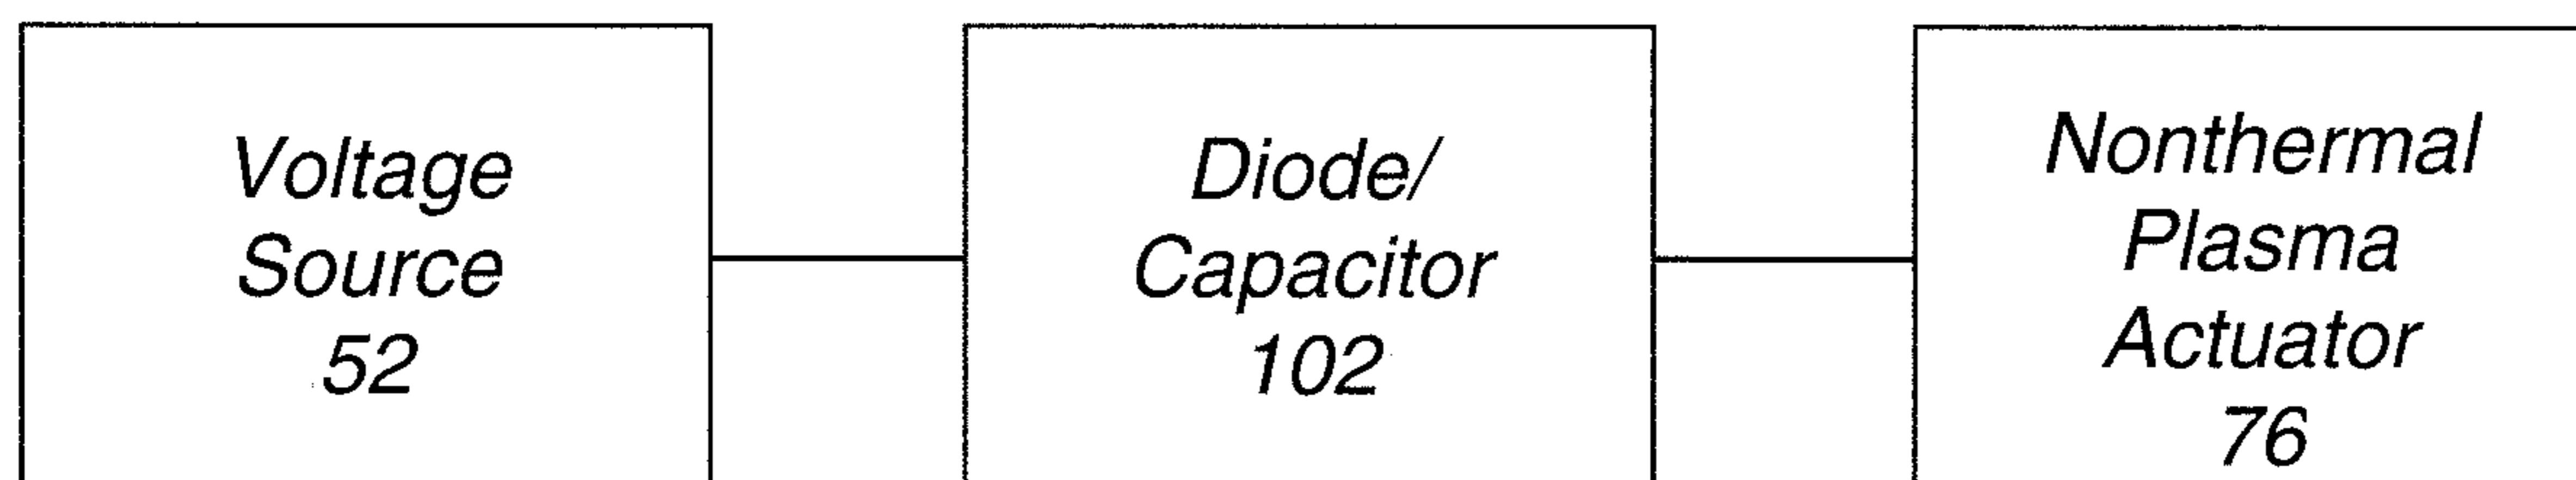 Voltage
Source
52
Diode/
Capacitor
102
Nonthermal
Plasma
Actuator
76